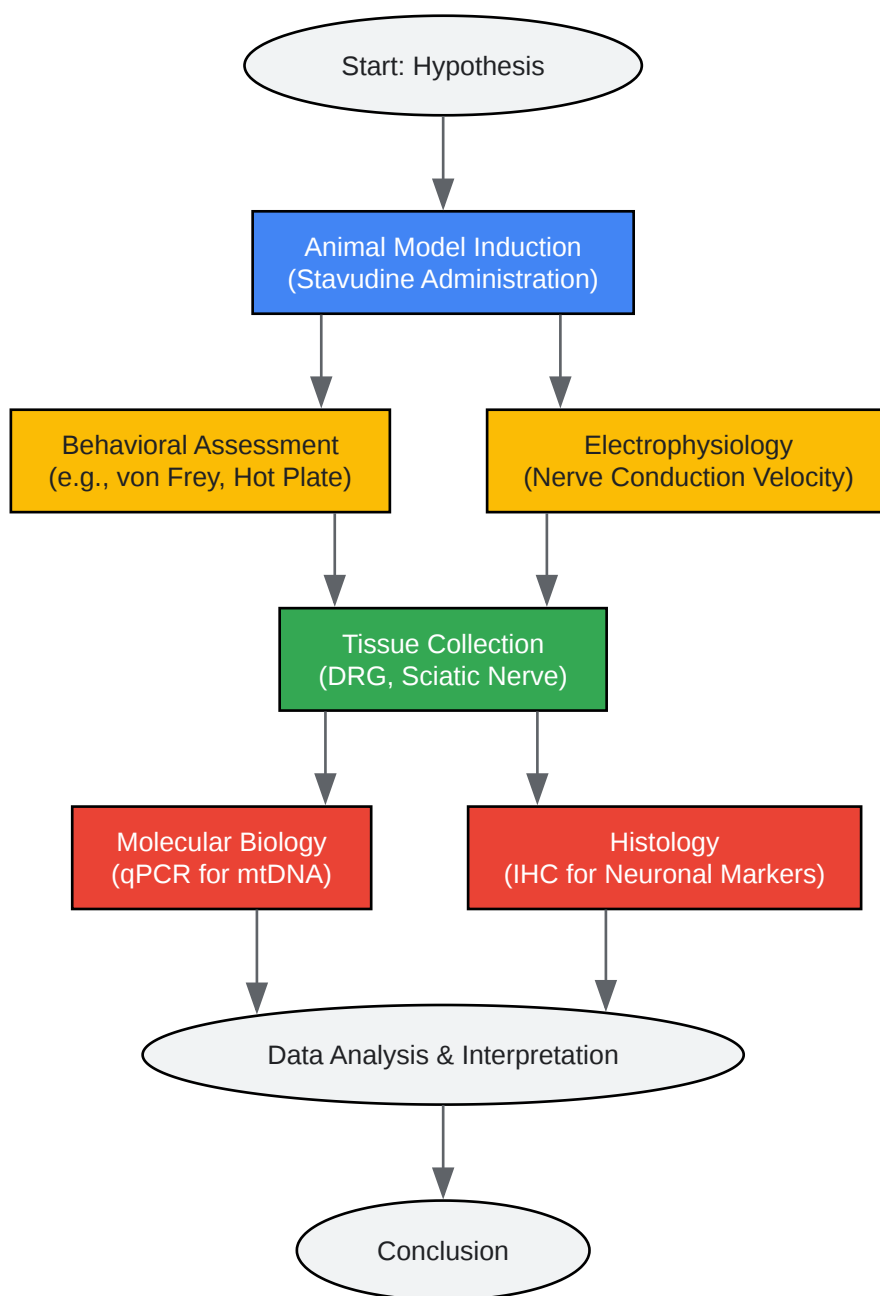 Start: Hypothesis
Animal Model Induction
(Stavudine Administration)
Behavioral Assessment
(e.g., von Frey, Hot Plate)
Electrophysiology
(Nerve Conduction Velocity)
Tissue Collection
(DRG, Sciatic Nerve)
Molecular Biology
(qPCR for mtDNA)
Histology
(IHC for Neuronal Markers)
Data Analysis & Interpretation
Conclusion